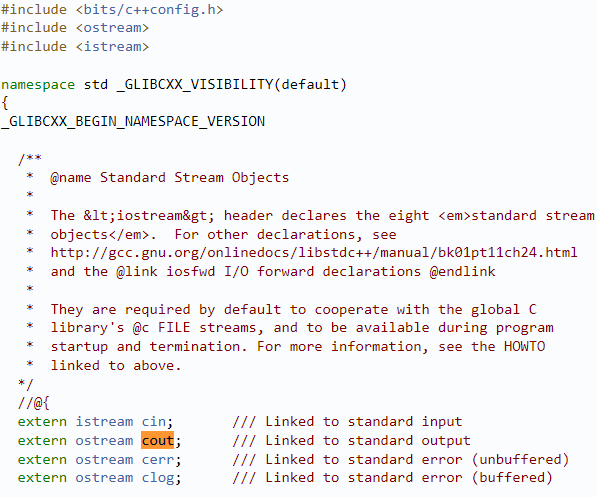 #include <bits/c++config.h>
#include <ostream>
#include <istream>
namespace std _GLIBCXX_VISIBILITY(default)
{
_GLIBCXX_BEGIN_NAMESPACE_VERSION
/**
* @name Standard Stream Objects
*
* The &lt;iostream&gt; header declares the eight <em>standard stream
* objects</em>. For other declarations, see
* http://gcc.gnu.org/onlinedocs/libstdc++/manual/bk01pt11ch24.html
* and the @link iosfwd I/O forward declarations @endlink
*
* They are required by default to cooperate with the global C
* library's @c FILE streams, and to be available during program
* startup and termination. For more information, see the HOWTO
* linked to above.
*/
//@{
extern istream cin; /// Linked to standard input
extern ostream cout; /// Linked to standard output
extern ostream cerr; /// Linked to standard error (unbuffered)
extern ostream clog; /// Linked to standard error (buffered)